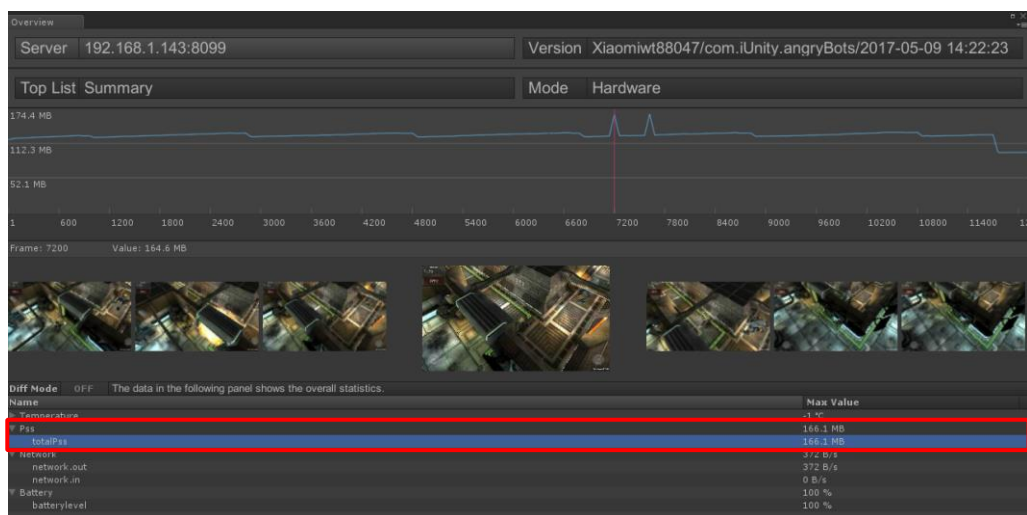 Overview
Server 192.168.1.143:8099 Version Xiaomiwt88047/com.iUnity.angryBots/2017-05-09 14:22:23
Top List Summary Mode Hardware
174.4 MB
112.3 MB
52.1 MB
1 600 1200 1800 2400 3000 3600 4200 4800 5400 6000 6600 7200 7800 8400 9000 9600 10200 10800 11400
Frame: 7200 Value: 164.6 MB
Diff Mode OFF The data in the following panel shows the overall statistics.
Name Max Value
Temperature -1 °C
Pss 166.1 MB
totalPss 166.1 MB
Network 372 B/s
network.out 372 B/s
network.in 0 B/s
Battery 100 %
batterylevel 100 %